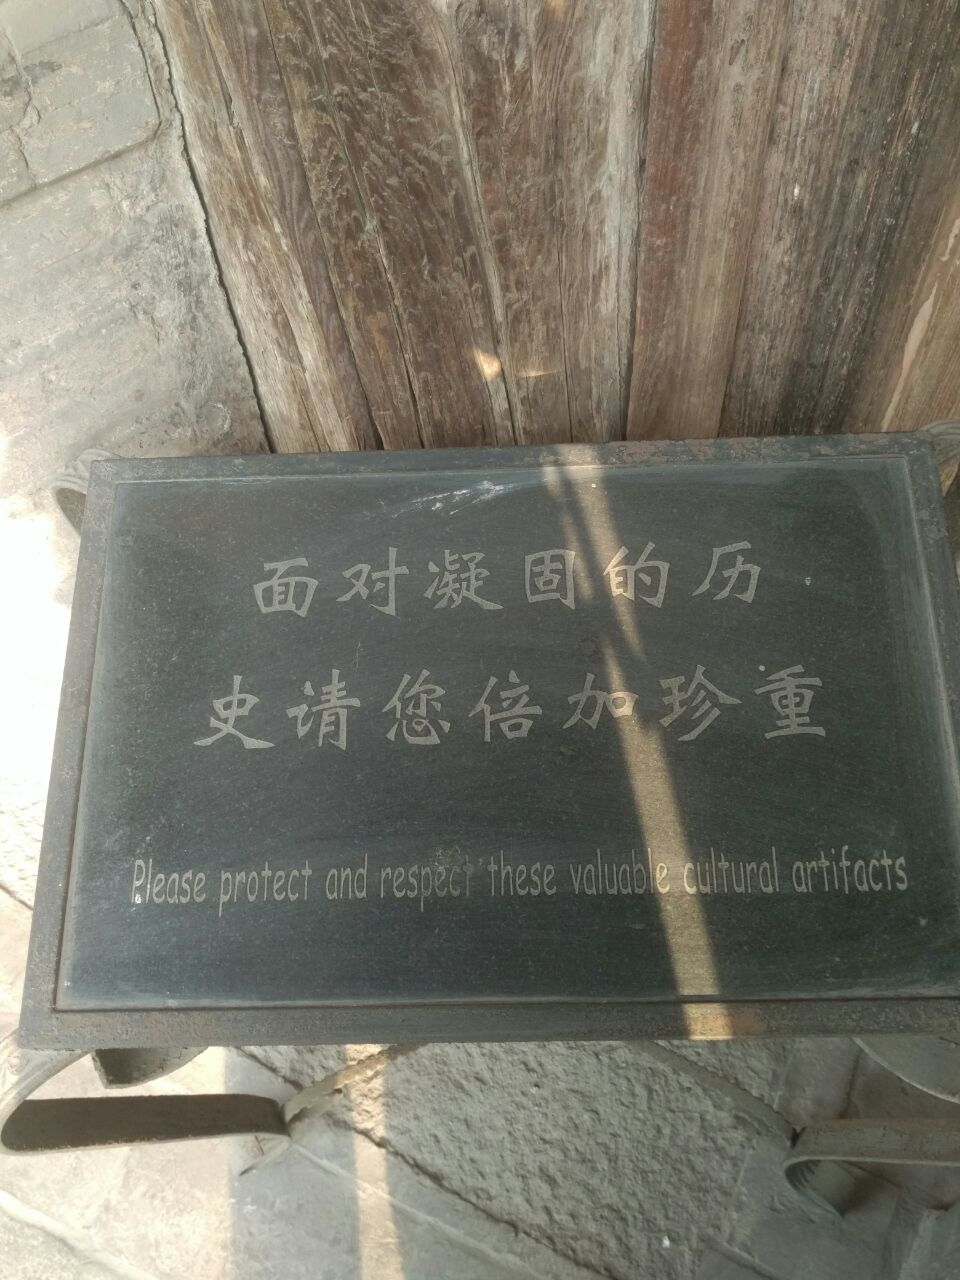 面对凝固的历
史请您倍加珍重
Please protect and respect these valuable cultural artifacts